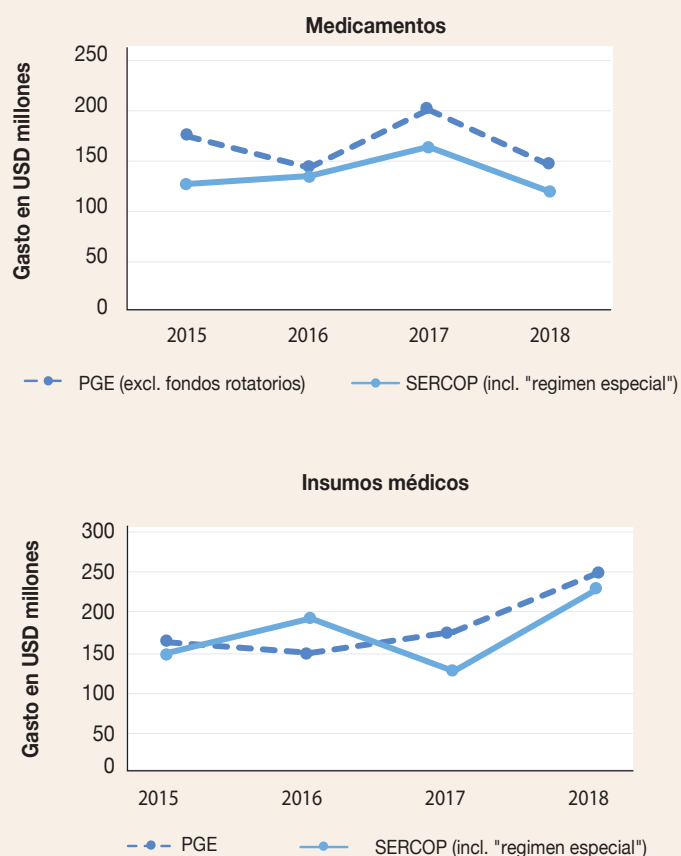 Medicamentos
Gasto en USD millones
250
200
150
100
50
0
2015 2016 2017 2018
PGE (excl. fondos rotatorios) SERCOP (incl. "regimen especial")
Insumos médicos
Gasto en USD millones
300
250
200
150
100
50
0
2015 2016 2017 2018
PGE SERCOP (incl. "regimen especial")